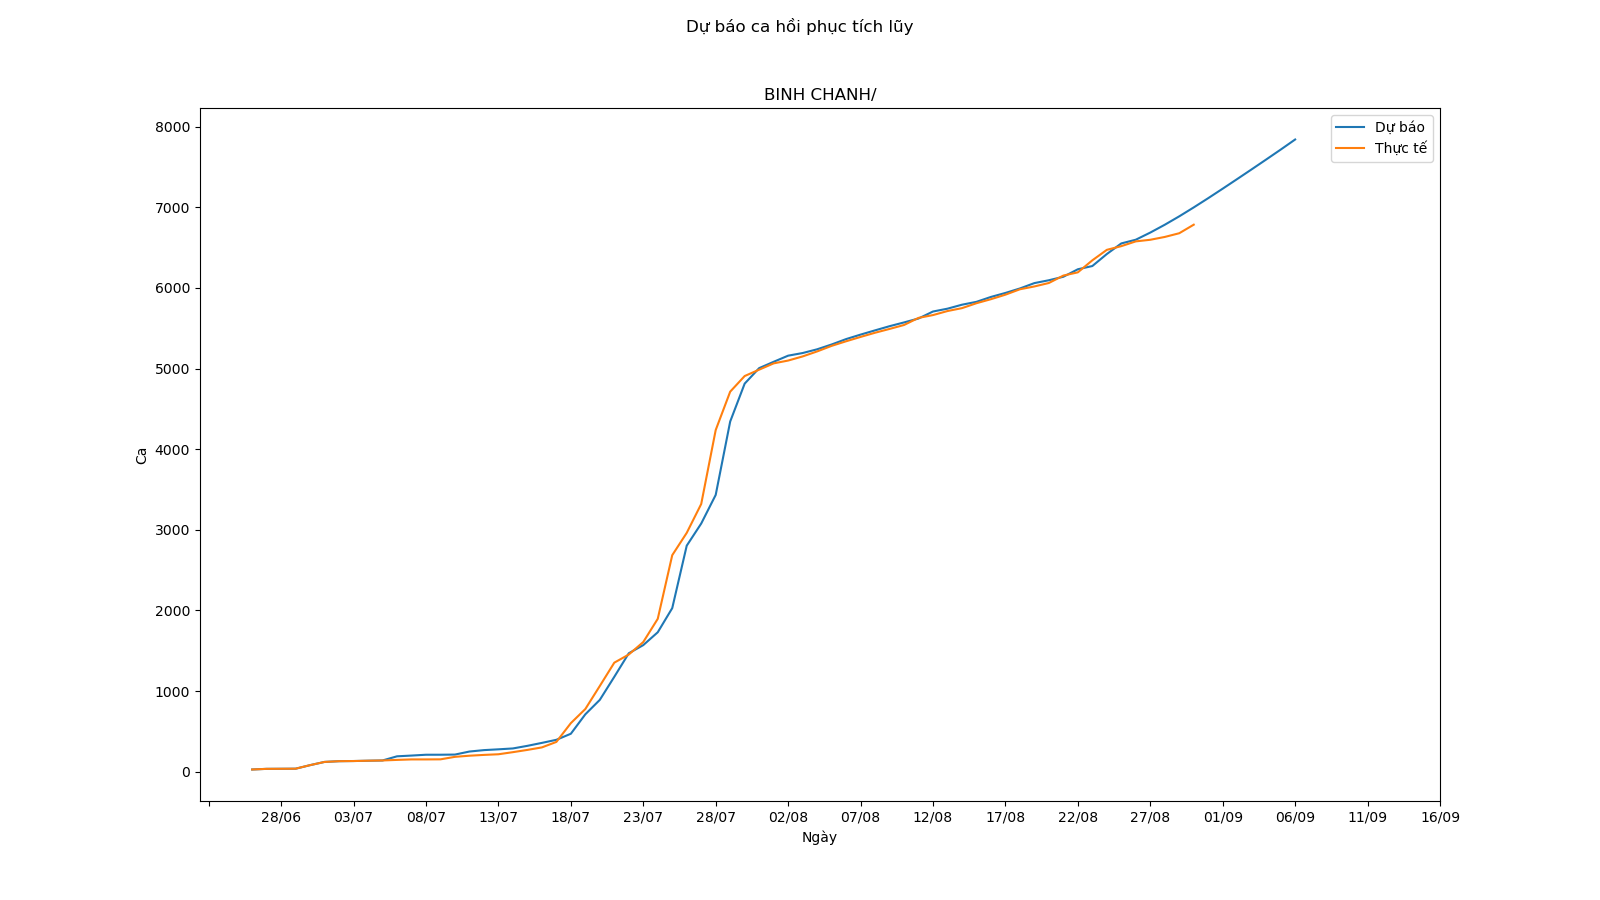 Dự báo ca hồi phục tích lũy
BINH CHANH/
Dự báo
Thực tế
8000
7000
6000
5000
4000
3000
2000
1000
0
Ca
28/06 03/07 08/07 13/07 18/07 23/07 28/07 02/08 07/08 12/08 17/08 22/08 27/08 01/09 06/09 11/09 16/09
Ngày